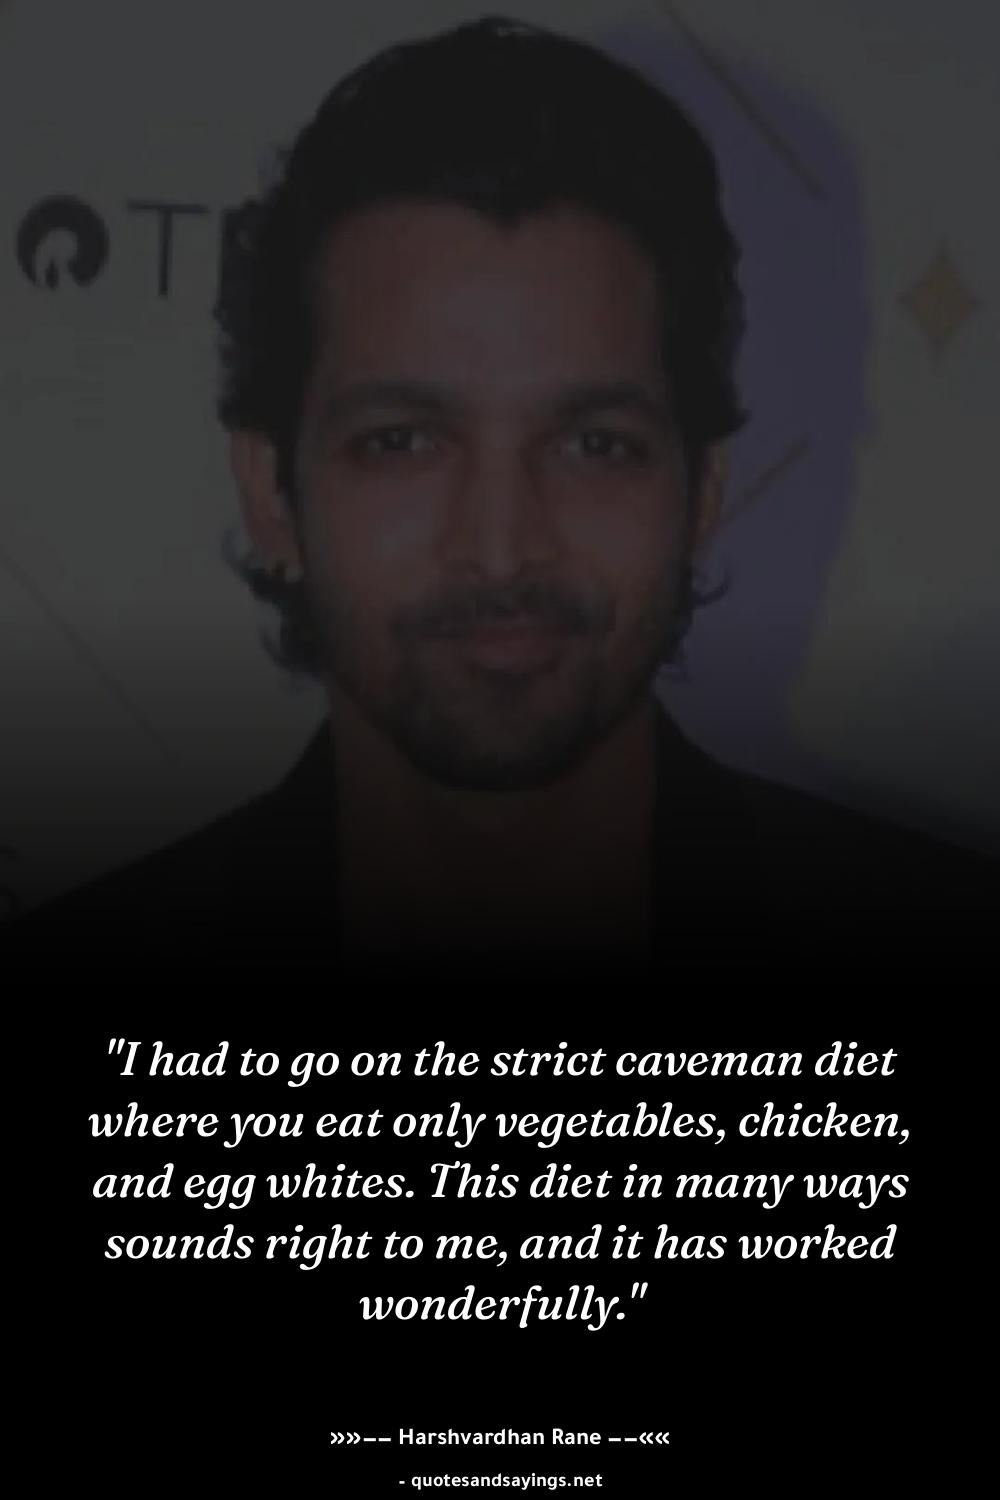 T
"I had to go on the strict caveman diet
where you eat only vegetables, chicken,
and egg whites. This diet in many ways
sounds right to me, and it has worked
wonderfully."
»»–– Harshvardhan Rane ––««
- quotesandsayings.net